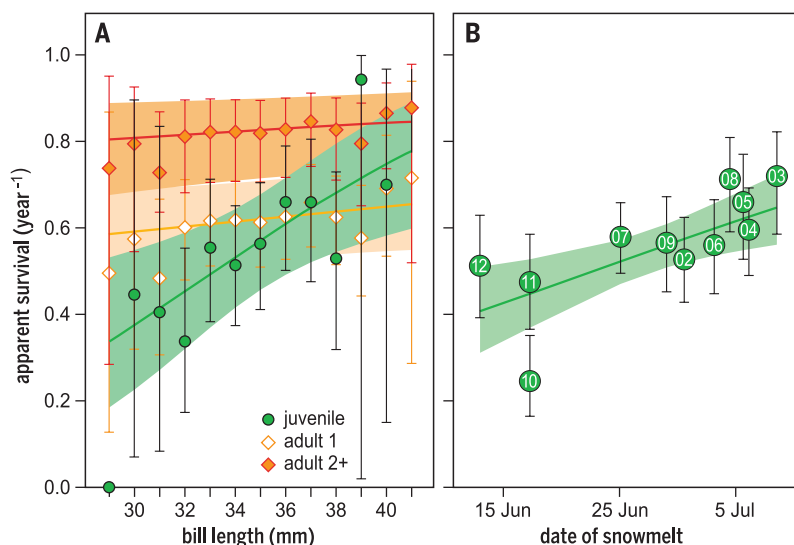 A
B
apparent survival (year⁻¹)
1.0
0.8
0.6
0.4
0.2
0.0
juvenile
adult 1
adult 2+
30 32 34 36 38 40
bill length (mm)
08
03
05
04
07
09
02
06
12
11
10
15 Jun 25 Jun 5 Jul
date of snowmelt